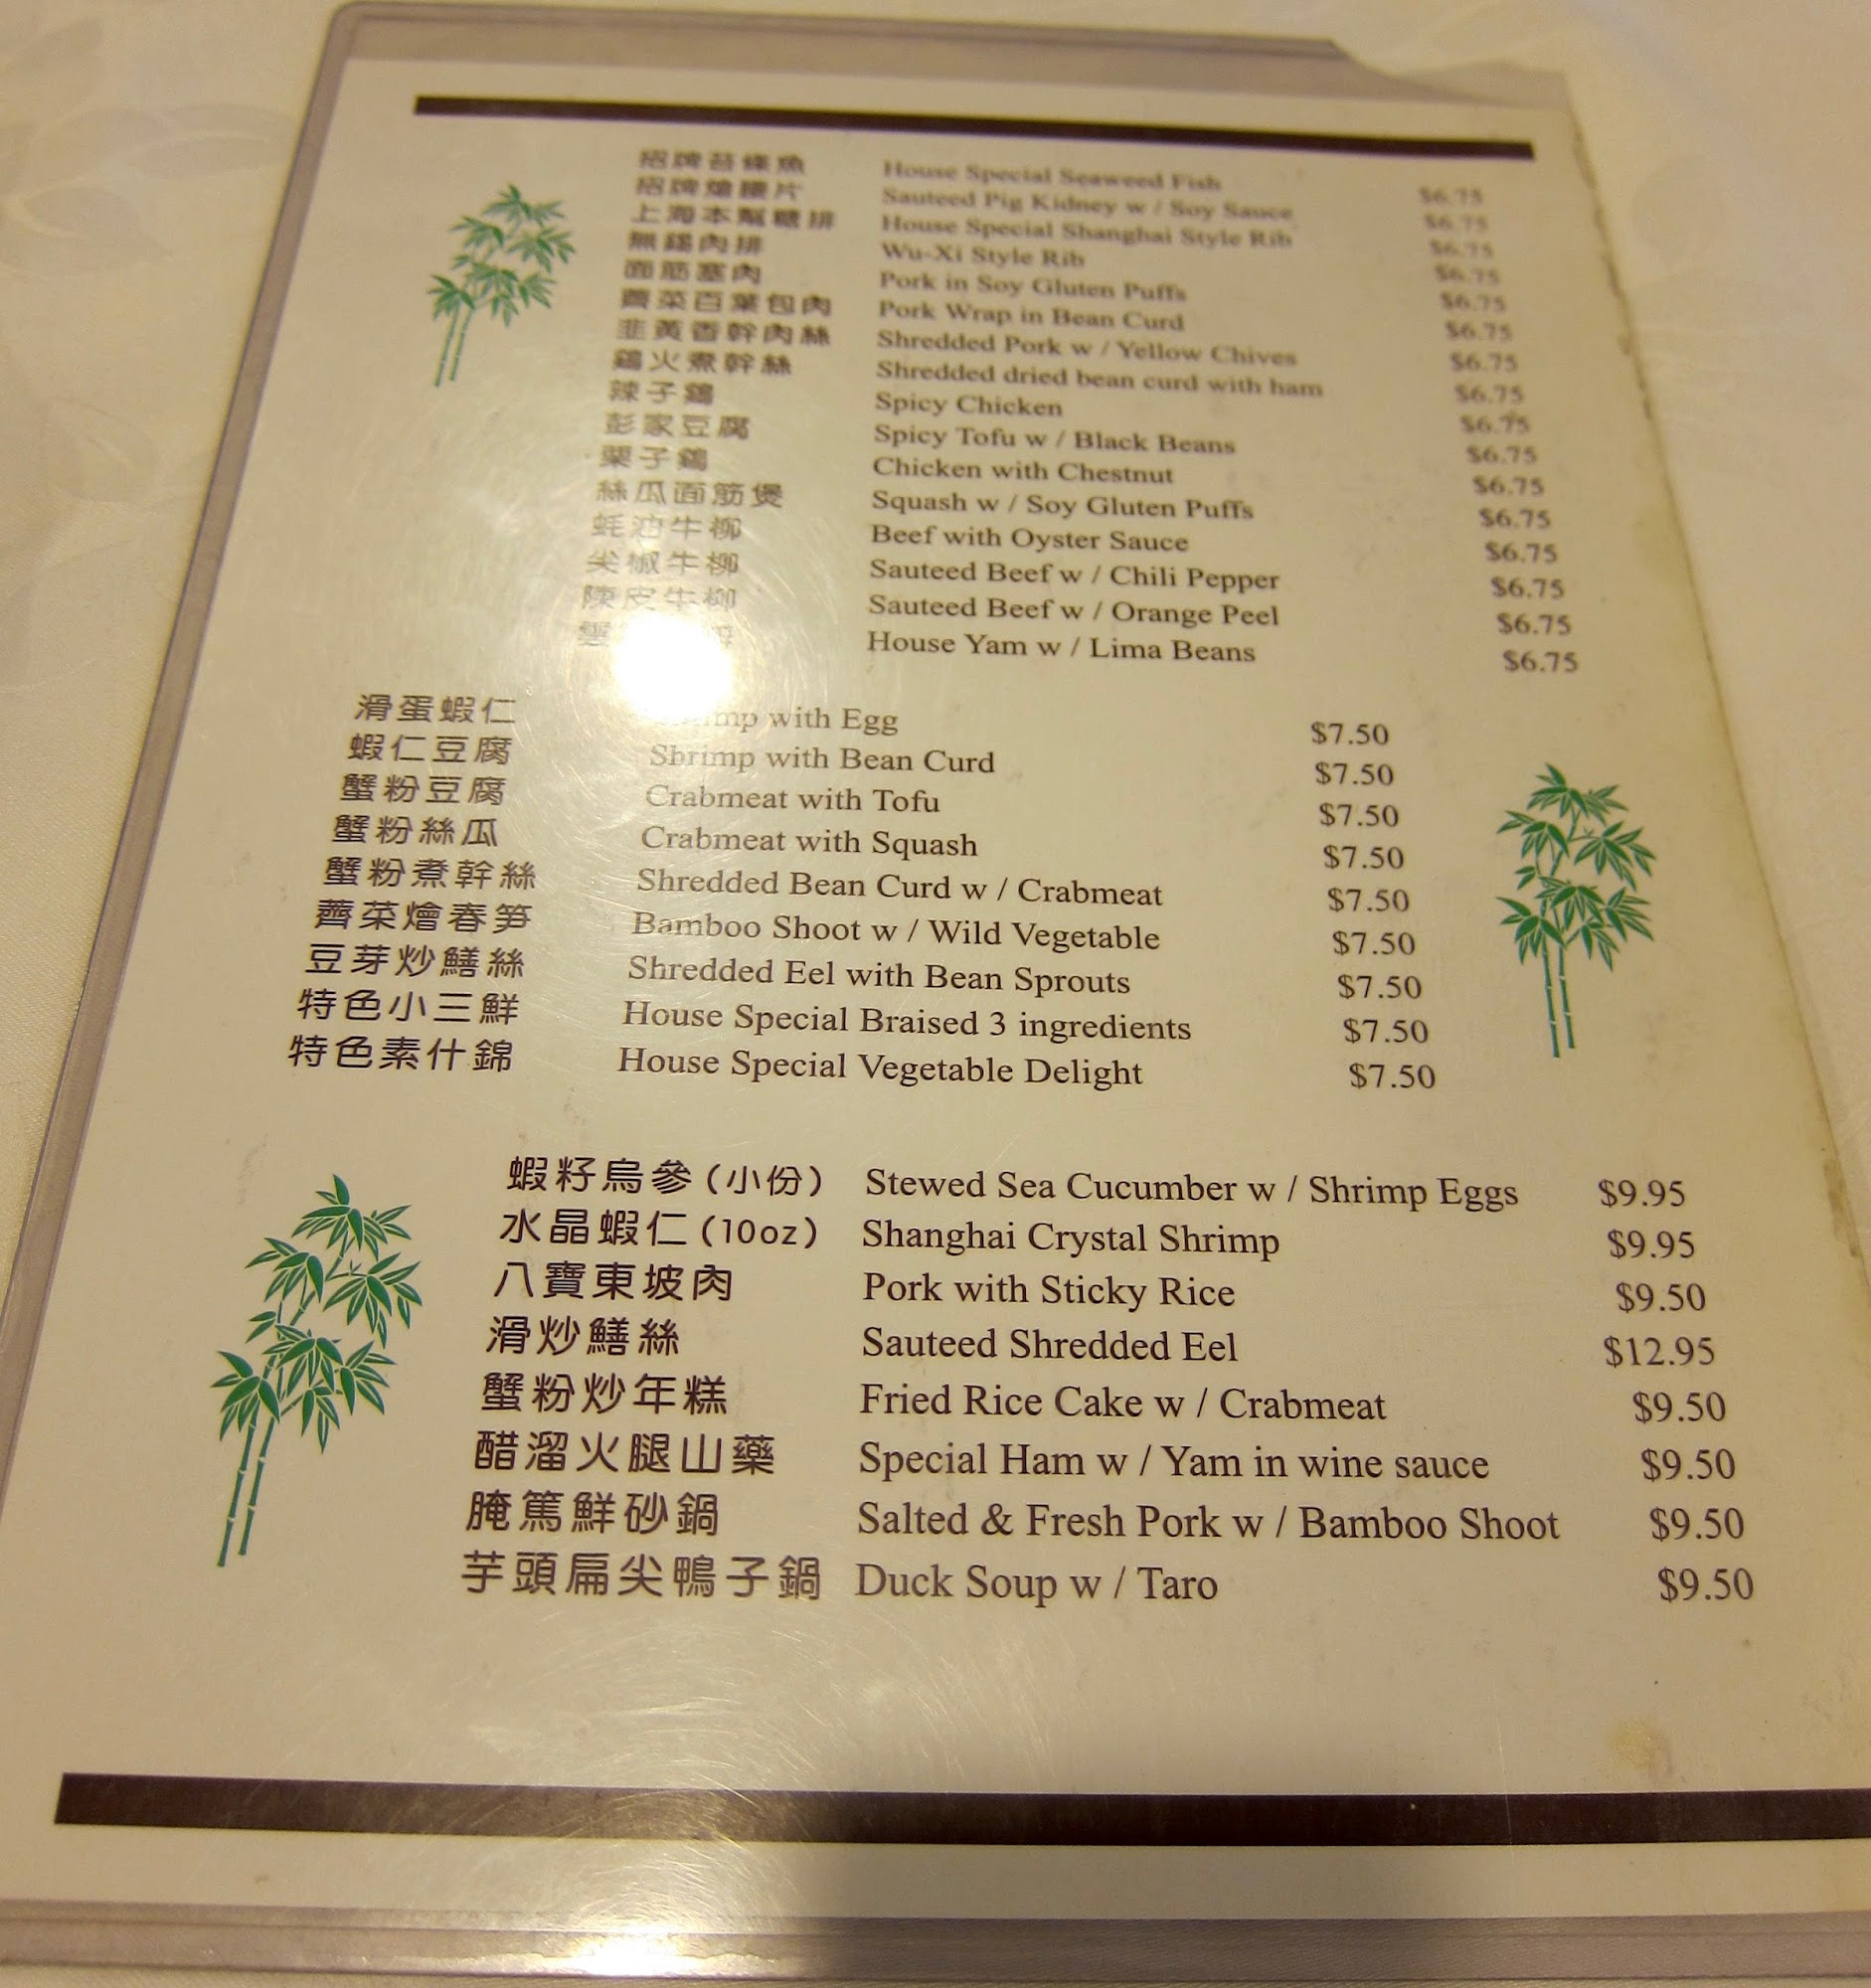 招牌苔條魚 House Special Seaweed Fish $6.75
招牌熗腰片 Sauteed Pig Kidney w / Soy Sauce $6.75
上海本幫糖排 House Special Shanghai Style Rib $6.75
無錫肉排 Wu-Xi Style Rib $6.75
面筋塞肉 Pork in Soy Gluten Puffs $6.75
薺菜百葉包肉 Pork Wrap in Bean Curd $6.75
韭黃香幹肉絲 Shredded Pork w / Yellow Chives $6.75
鷄火煮幹絲 Shredded dried bean curd with ham $6.75
辣子鷄 Spicy Chicken $6.75
彭家豆腐 Spicy Tofu w / Black Beans $6.75
栗子鷄 Chicken with Chestnut $6.75
絲瓜面筋煲 Squash w / Soy Gluten Puffs $6.75
蚝油牛柳 Beef with Oyster Sauce $6.75
尖椒牛柳 Sauteed Beef w / Chili Pepper $6.75
陳皮牛柳 Sauteed Beef w / Orange Peel $6.75
House Yam w / Lima Beans $6.75
滑蛋蝦仁 with Egg $7.50
蝦仁豆腐 Shrimp with Bean Curd $7.50
蟹粉豆腐 Crabmeat with Tofu $7.50
蟹粉絲瓜 Crabmeat with Squash $7.50
蟹粉煮幹絲 Shredded Bean Curd w / Crabmeat $7.50
薺菜燴春笋 Bamboo Shoot w / Wild Vegetable $7.50
豆芽炒鱔絲 Shredded Eel with Bean Sprouts $7.50
特色小三鮮 House Special Braised 3 ingredients $7.50
特色素什錦 House Special Vegetable Delight $7.50
蝦籽烏參(小份) Stewed Sea Cucumber w / Shrimp Eggs $9.95
水晶蝦仁(10oz) Shanghai Crystal Shrimp $9.95
八寶東坡肉 Pork with Sticky Rice $9.50
滑炒鱔絲 Sauteed Shredded Eel $12.95
蟹粉炒年糕 Fried Rice Cake w / Crabmeat $9.50
醋溜火腿山藥 Special Ham w / Yam in wine sauce $9.50
腌篤鮮砂鍋 Salted & Fresh Pork w / Bamboo Shoot $9.50
芋頭扁尖鴨子鍋 Duck Soup w / Taro $9.50